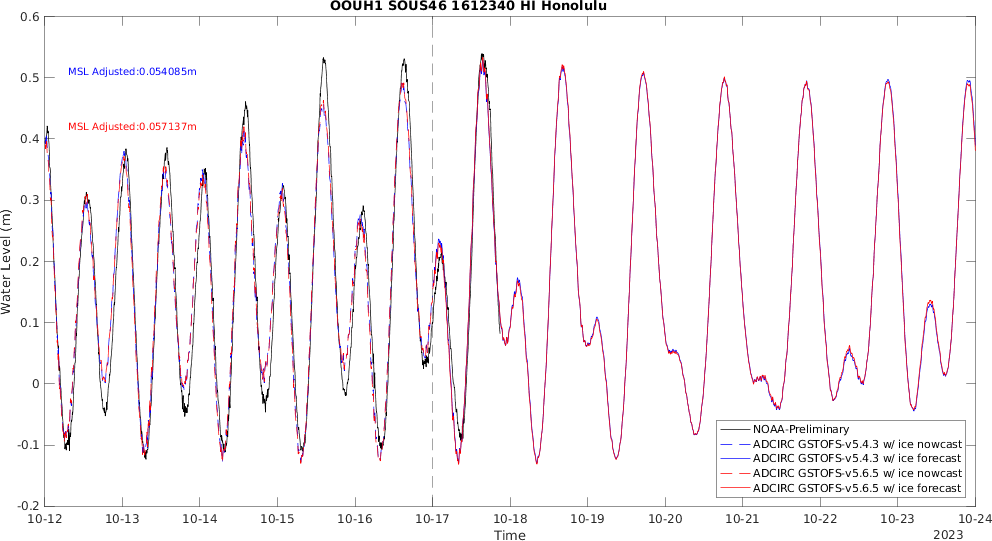 OOUH1 SOUS46 1612340 HI Honolulu
0.6
0.5
0.4
0.3
0.2
0.1
0
-0.1
-0.2
Water Level (m)
MSL Adjusted:0.054085m
MSL Adjusted:0.057137m
NOAA-Preliminary
ADCIRC GSTOFS-v5.4.3 w/ ice nowcast
ADCIRC GSTOFS-v5.4.3 w/ ice forecast
ADCIRC GSTOFS-v5.6.5 w/ ice nowcast
ADCIRC GSTOFS-v5.6.5 w/ ice forecast
10-12 10-13 10-14 10-15 10-16 10-17 10-18 10-19 10-20 10-21 10-22 10-23 10-24
Time
2023